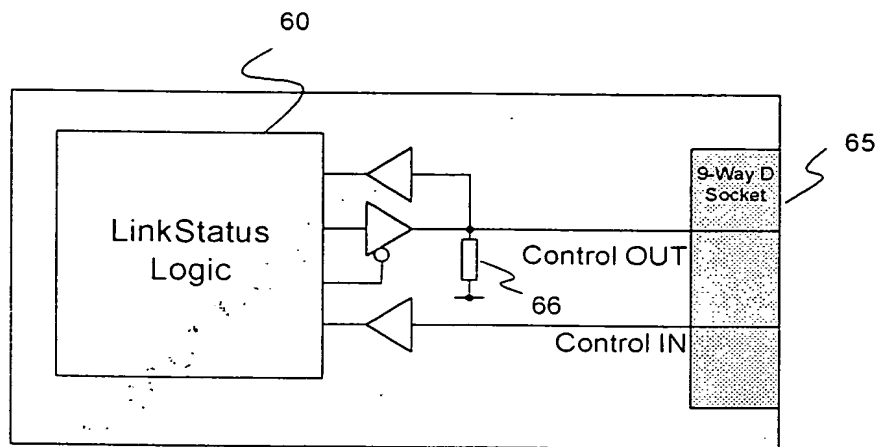 60
65
9-Way D
Socket
LinkStatus
Logic
Control OUT
66
Control IN